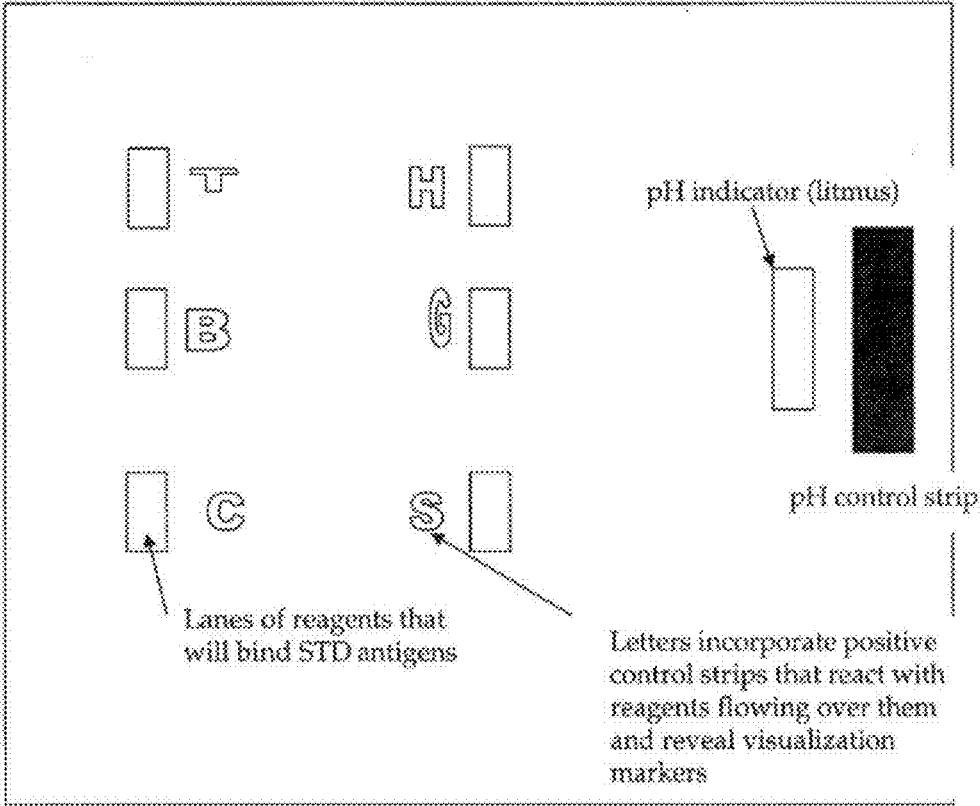 T H
pH indicator (litmus)
B G
pH control strip
C S
Lanes of reagents that
will bind STD antigens
Letters incorporate positive
control strips that react with
reagents flowing over them
and reveal visualization
markers